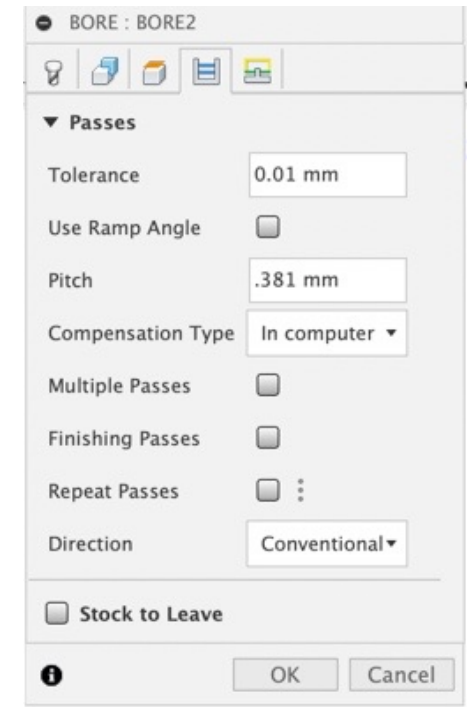 BORE : BORE2
Passes
Tolerance 0.01 mm
Use Ramp Angle
Pitch .381 mm
Compensation Type In computer
Multiple Passes
Finishing Passes
Repeat Passes
Direction Conventional
Stock to Leave
OK Cancel